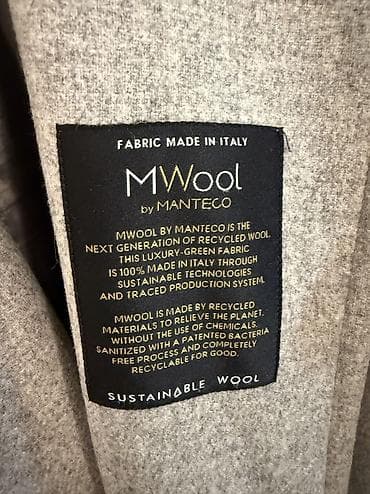 FABRIC MADE IN ITALY
MWool
by MANTECO
MWOOL BY MANTECO IS THE
NEXT GENERATION OF RECYCLED WOOL.
THIS LUXURY-GREEN FABRIC
IS 100% MADE IN ITALY THROUGH
SUSTAINABLE TECHNOLOGIES
AND TRACED PRODUCTION SYSTEM.
MWOOL IS MADE BY RECYCLED
MATERIALS TO RELIEVE THE PLANET.
WITHOUT THE USE OF CHEMICALS.
SANITIZED WITH A PATENTED BACTERIA
FREE PROCESS AND COMPLETELY
RECYCLABLE FOR GOOD.
SUSTAINABLE WOOL